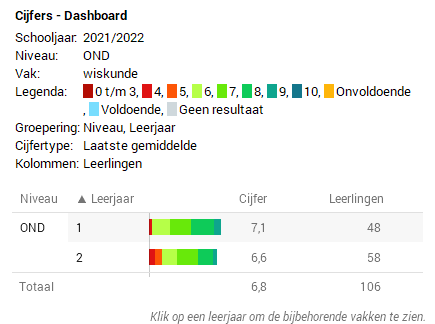 Cijfers - Dashboard
Schooljaar: 2021/2022
Niveau: OND
Vak: wiskunde
Legenda: 0 t/m 3, 4, 5, 6, 7, 8, 9, 10, Onvoldoende
, Voldoende, Geen resultaat
Groepering: Niveau, Leerjaar
Cijfertype: Laatste gemiddelde
Kolommen: Leerlingen
Niveau ▲ Leerjaar Cijfer Leerlingen
OND 1 7,1 48
2 6,6 58
Totaal 6,8 106
Klik op een leerjaar om de bijbehorende vakken te zien.